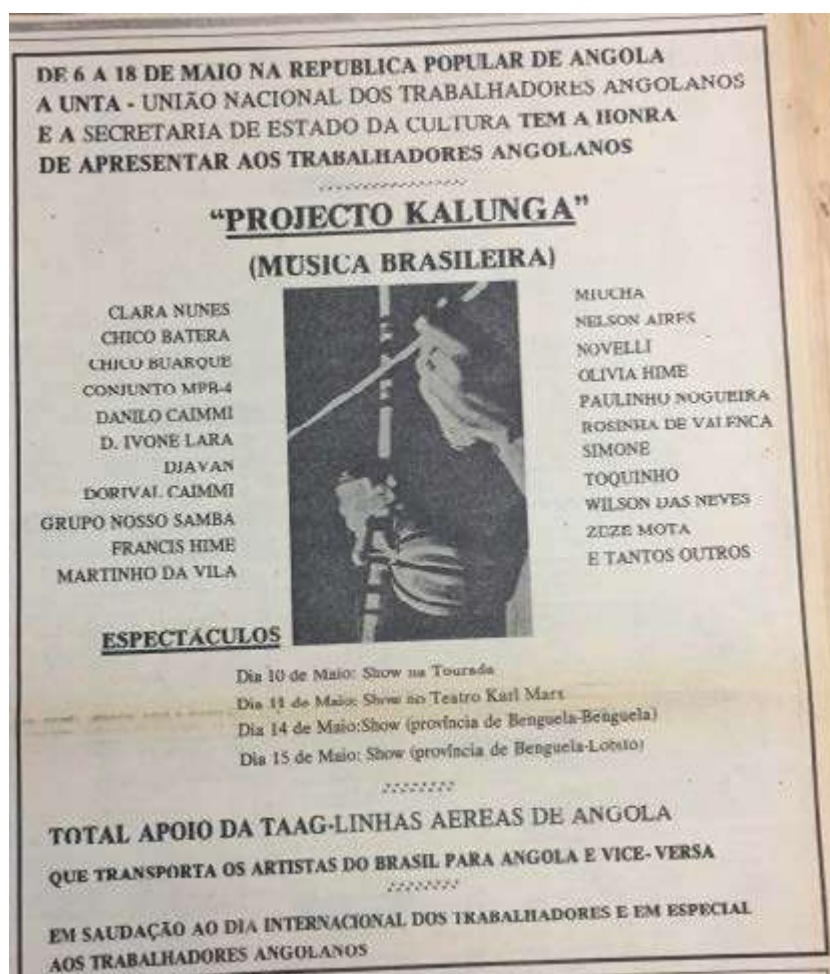 DE 6 A 18 DE MAIO NA REPUBLICA POPULAR DE ANGOLA
A UNTA - UNIÃO NACIONAL DOS TRABALHADORES ANGOLANOS
E A SECRETARIA DE ESTADO DA CULTURA TEM A HONRA
DE APRESENTAR AOS TRABALHADORES ANGOLANOS
“PROJECTO KALUNGA”
(MUSICA BRASILEIRA)
CLARA NUNES
CHICO BATERA
CHICO BUARQUE
CONJUNTO MPB-4
DANILO CAIMMI
D. IVONE LARA
DJAVAN
DORIVAL CAIMMI
GRUPO NOSSO SAMBA
FRANCIS HIME
MARTINHO DA VILA
MIUCHA
NELSON AIRES
NOVELLI
OLIVIA HIME
PAULINHO NOGUEIRA
ROSINHA DE VALENCA
SIMONE
TOQUINHO
WILSON DAS NEVES
ZEZE MOTA
E TANTOS OUTROS
ESPECTÁCULOS
Dia 10 de Maio: Show na Tourada
Dia 11 de Maio: Show no Teatro Karl Marx
Dia 14 de Maio:Show (província de Benguela-Benguela)
Dia 15 de Maio: Show (província de Benguela-Lobito)
TOTAL APOIO DA TAAG-LINHAS AEREAS DE ANGOLA
QUE TRANSPORTA OS ARTISTAS DO BRASIL PARA ANGOLA E VICE- VERSA
EM SAUDAÇÃO AO DIA INTERNACIONAL DOS TRABALHADORES E EM ESPECIAL
AOS TRABALHADORES ANGOLANOS